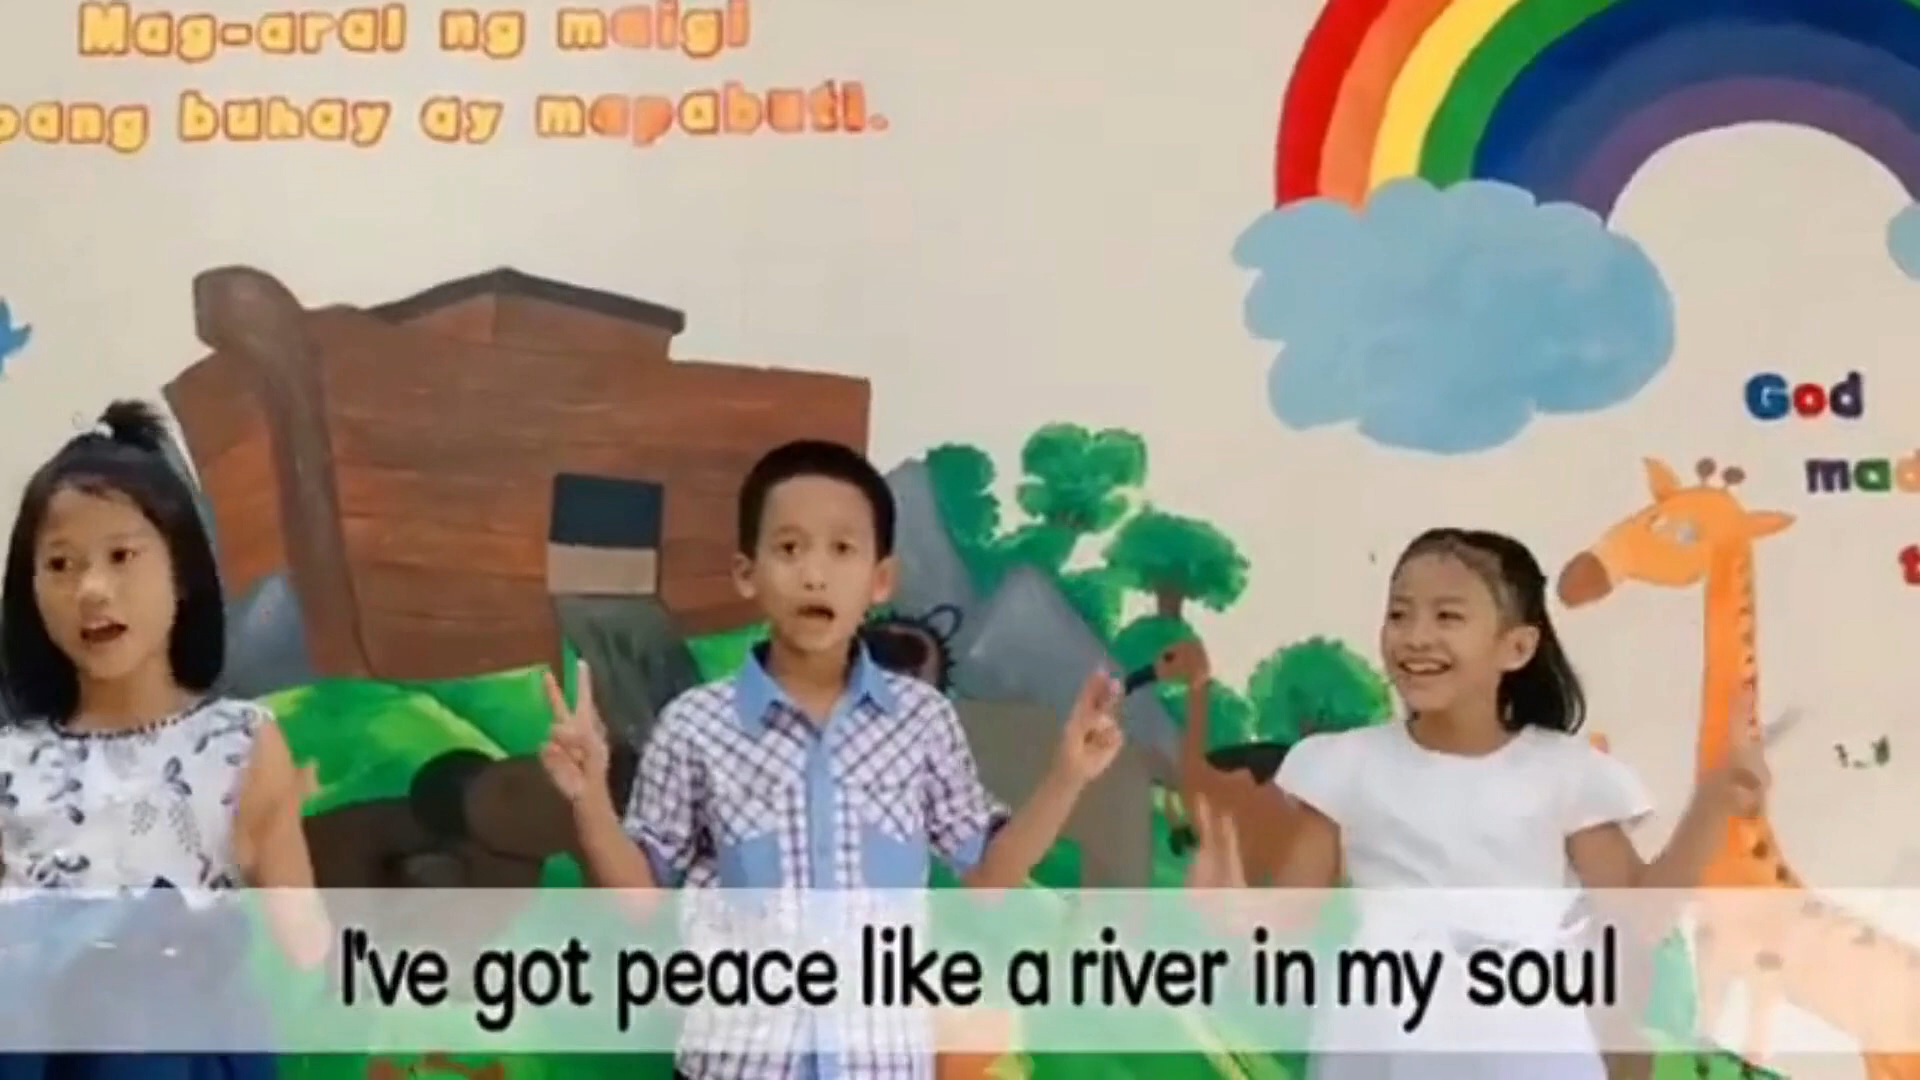 Mag-aral ng maigi
buhay ay mapabuti.
God
I've got peace like a river in my soul